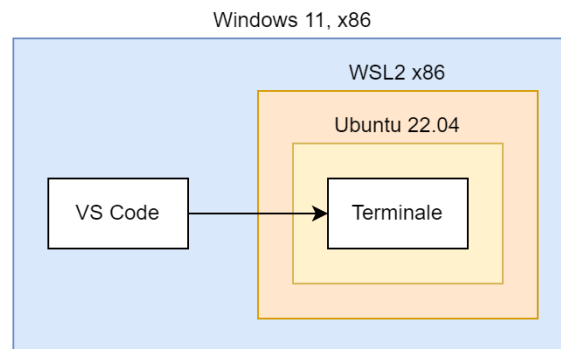 Windows 11, x86
WSL2 x86
Ubuntu 22.04
VS Code
Terminale